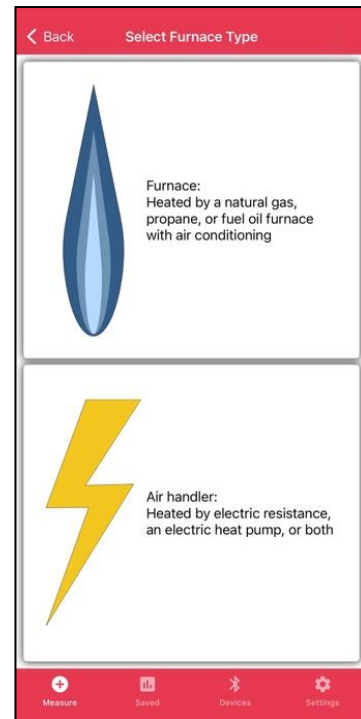 Back
Select Furnace Type
Furnace:
Heated by a natural gas,
propane, or fuel oil furnace
with air conditioning
Air handler:
Heated by electric resistance,
an electric heat pump, or both
Measure
Saved
Devices
Settings